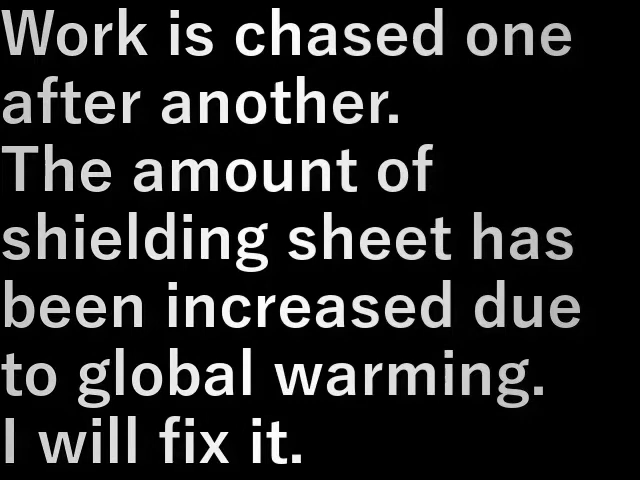 Work is chased one
after another.
The amount of
shielding sheet has
been increased due
to global warming.
I will fix it.